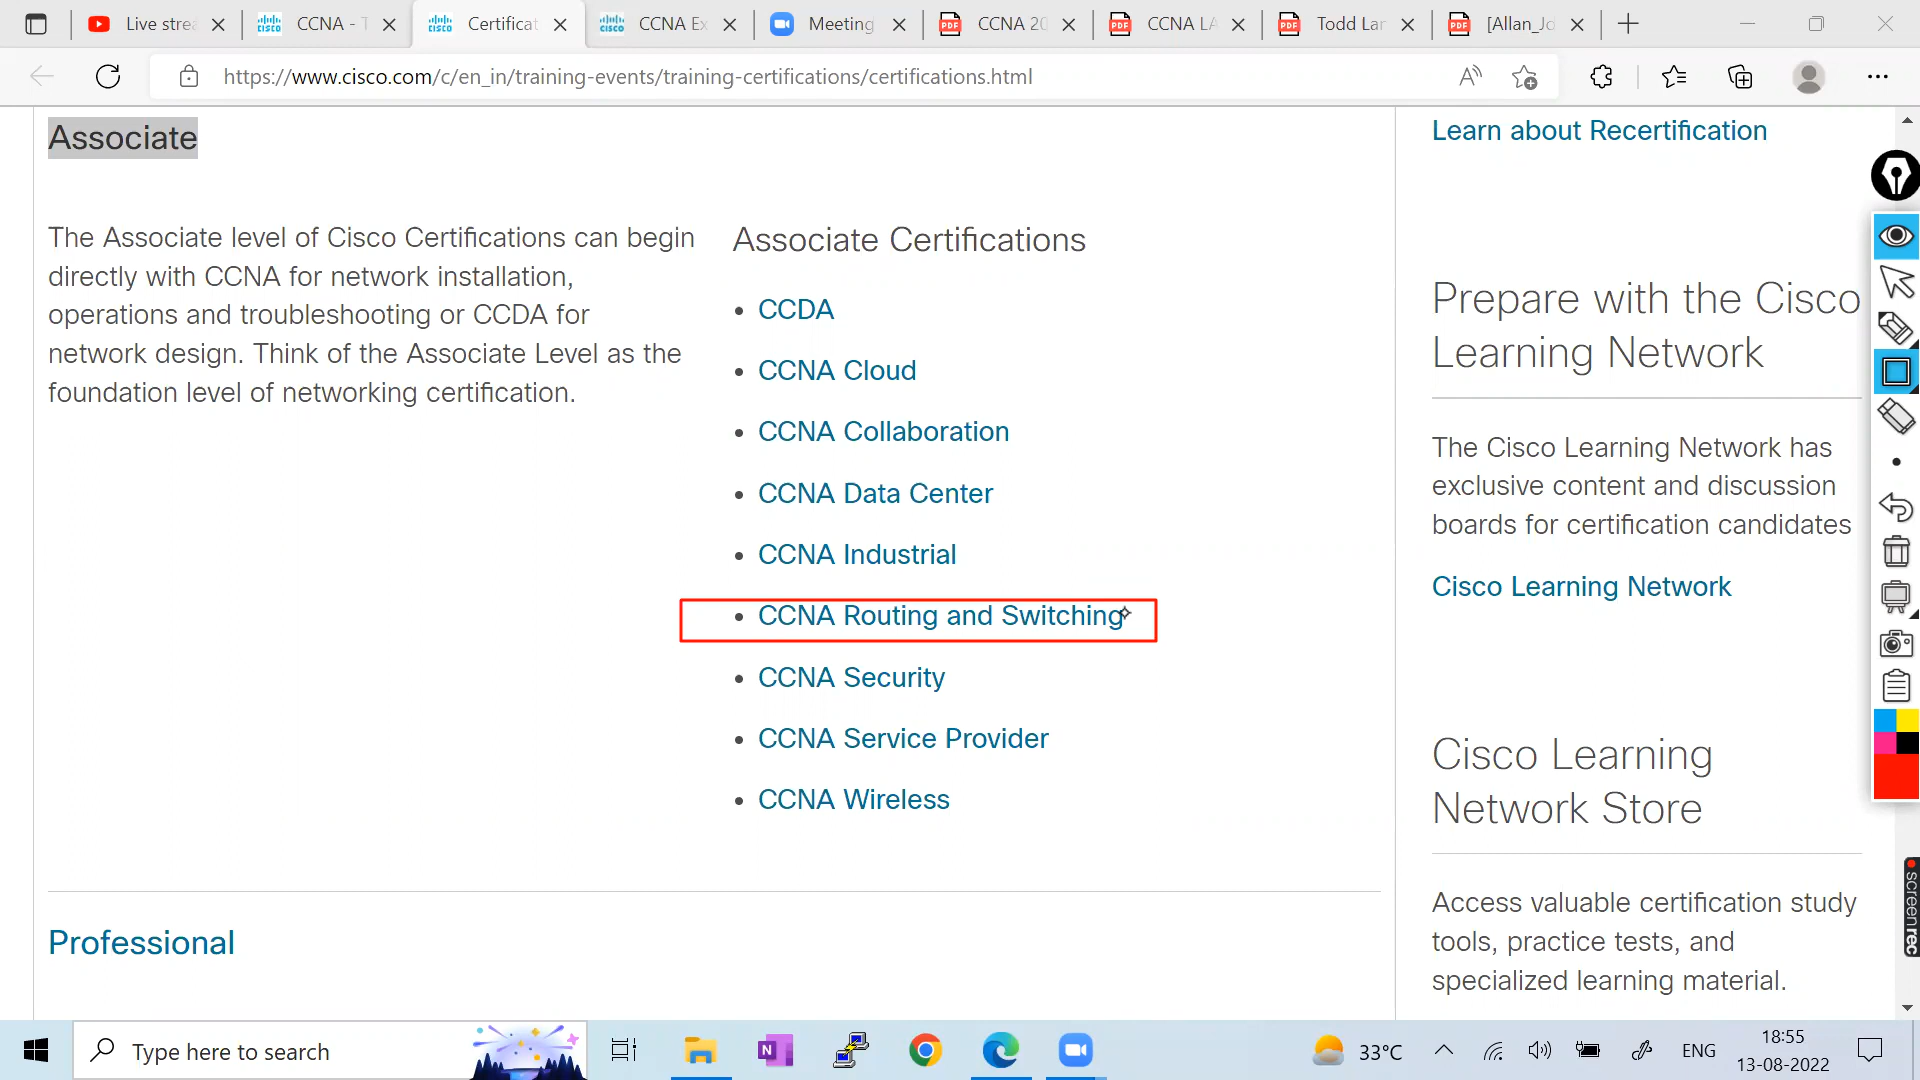 Live strea
CCNA - T
Certificat
CCNA Ex
Meeting
CCNA 20
CCNA LA
Todd Lar
[Allan_Jo
https://www.cisco.com/c/en_in/training-events/training-certifications/certifications.html
Associate
The Associate level of Cisco Certifications can begin
directly with CCNA for network installation,
operations and troubleshooting or CCDA for
network design. Think of the Associate Level as the
foundation level of networking certification.
Associate Certifications
• CCDA
• CCNA Cloud
• CCNA Collaboration
• CCNA Data Center
• CCNA Industrial
• CCNA Routing and Switching
• CCNA Security
• CCNA Service Provider
• CCNA Wireless
Professional
Learn about Recertification
Prepare with the Cisco
Learning Network
The Cisco Learning Network has
exclusive content and discussion
boards for certification candidates
Cisco Learning Network
Cisco Learning
Network Store
Access valuable certification study
tools, practice tests, and
specialized learning material.
screenrec
Type here to search
33°C
ENG
18:55
13-08-2022